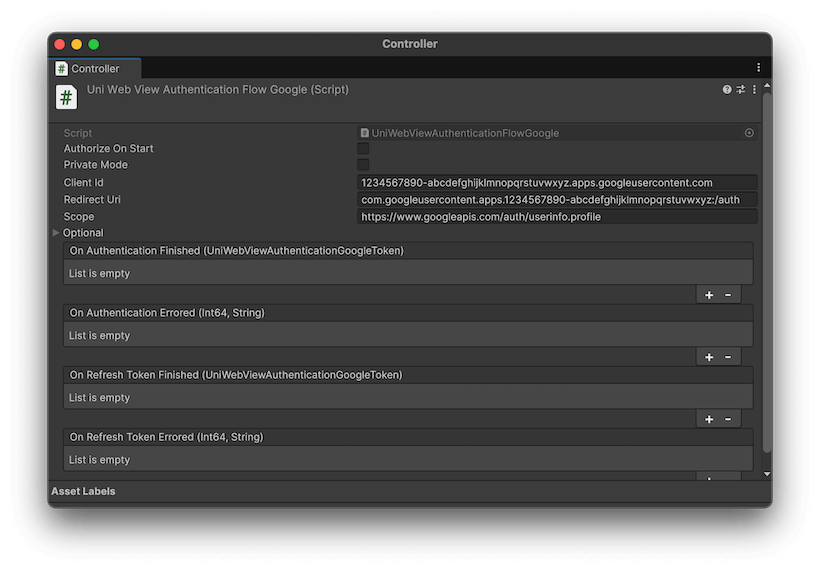 Controller
Controller
Uni Web View Authentication Flow Google (Script)
Script UniWebViewAuthenticationFlowGoogle
Authorize On Start
Private Mode
Client Id 1234567890-abcdefghijklmnopqrstuvwxyz.apps.googleusercontent.com
Redirect Uri com.googleusercontent.apps.1234567890-abcdefghijklmnopqrstuvwxyz:/auth
Scope https://www.googleapis.com/auth/userinfo.profile
Optional
On Authentication Finished (UniWebViewAuthenticationGoogleToken)
List is empty
+ -
On Authentication Errored (Int64, String)
List is empty
+ -
On Refresh Token Finished (UniWebViewAuthenticationGoogleToken)
List is empty
+ -
On Refresh Token Errored (Int64, String)
List is empty
Asset Labels